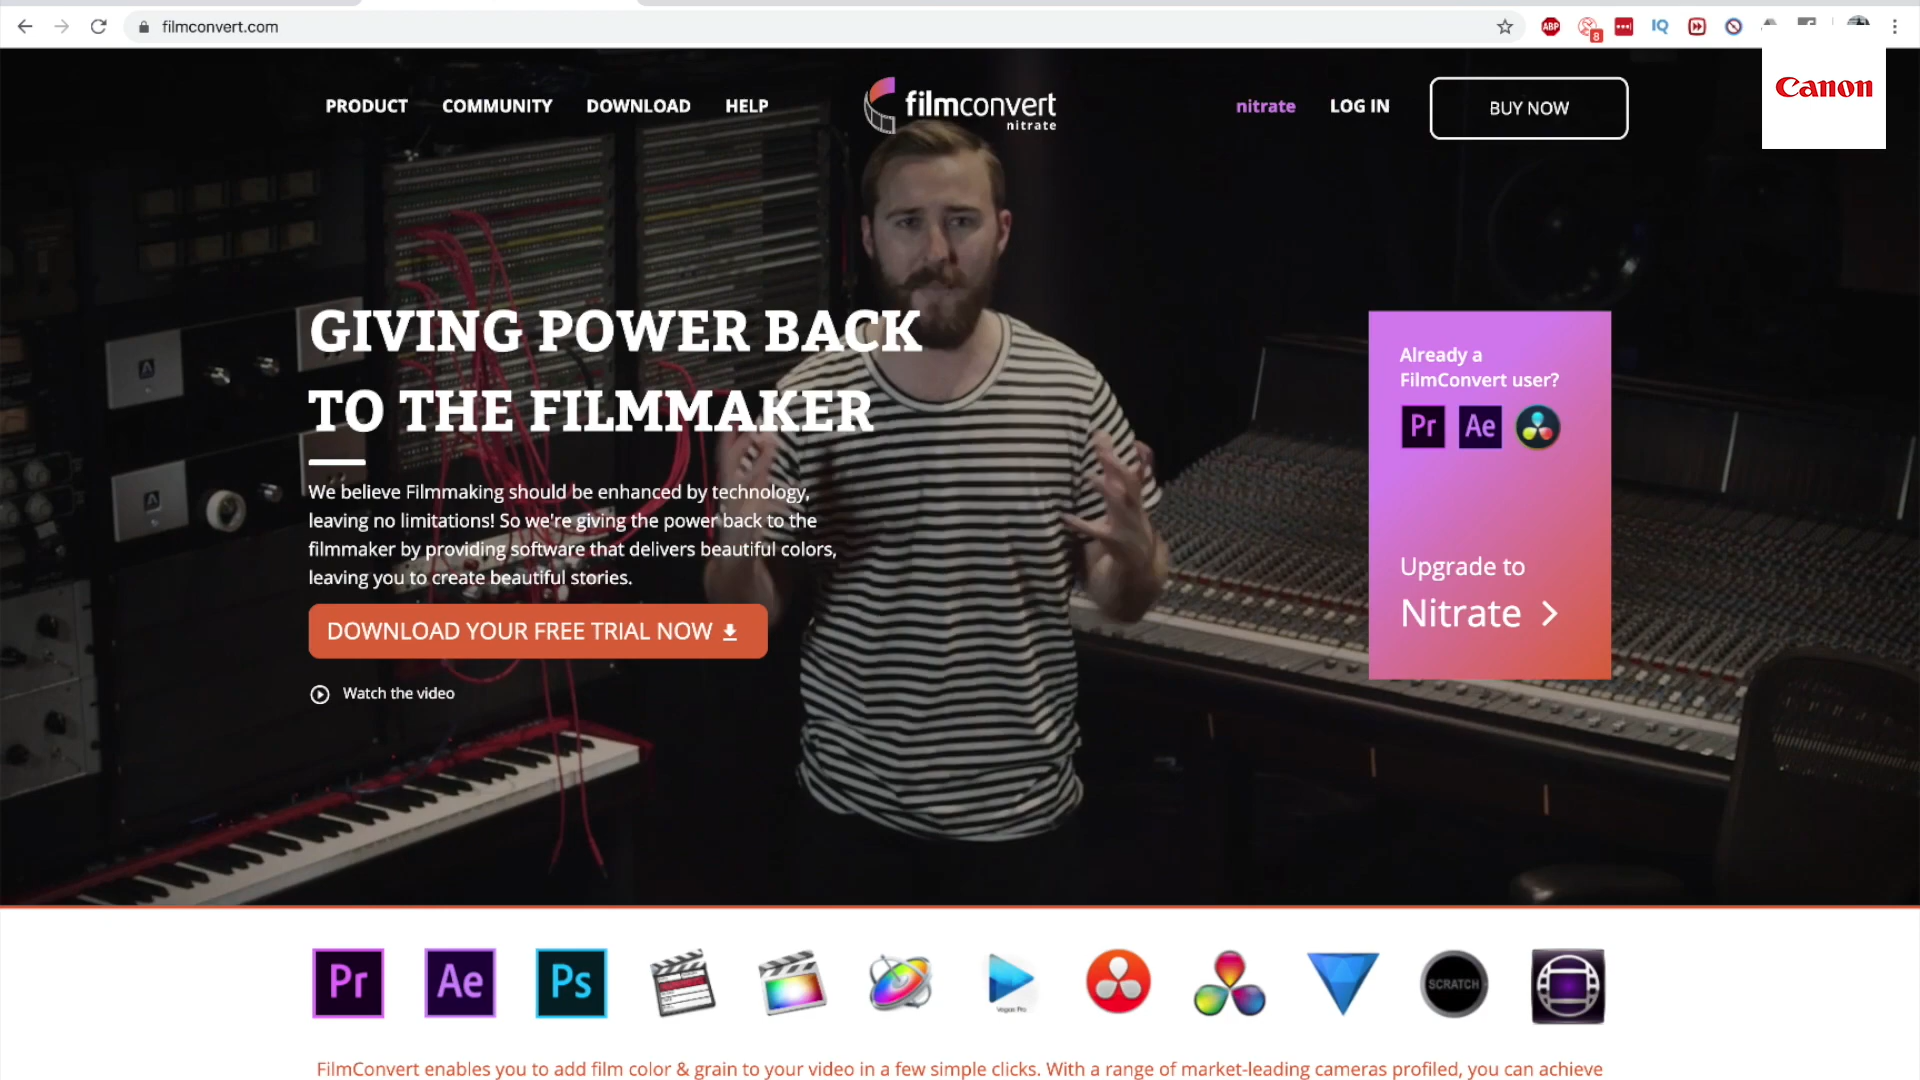 filmconvert.com
ABP
8
IQ
Canon
PRODUCT COMMUNITY DOWNLOAD HELP
filmconvert
nitrate
nitrate LOG IN BUY NOW
GIVING POWER BACK
TO THE FILMMAKER
We believe Filmmaking should be enhanced by technology,
leaving no limitations! So we're giving the power back to the
filmmaker by providing software that delivers beautiful colors,
leaving you to create beautiful stories.
DOWNLOAD YOUR FREE TRIAL NOW
Watch the video
Already a
FilmConvert user?
Pr Ae
Upgrade to
Nitrate
Pr Ae Ps
Vegas Pro
SCRATCH
FilmConvert enables you to add film color & grain to your video in a few simple clicks. With a range of market-leading cameras profiled, you can achieve